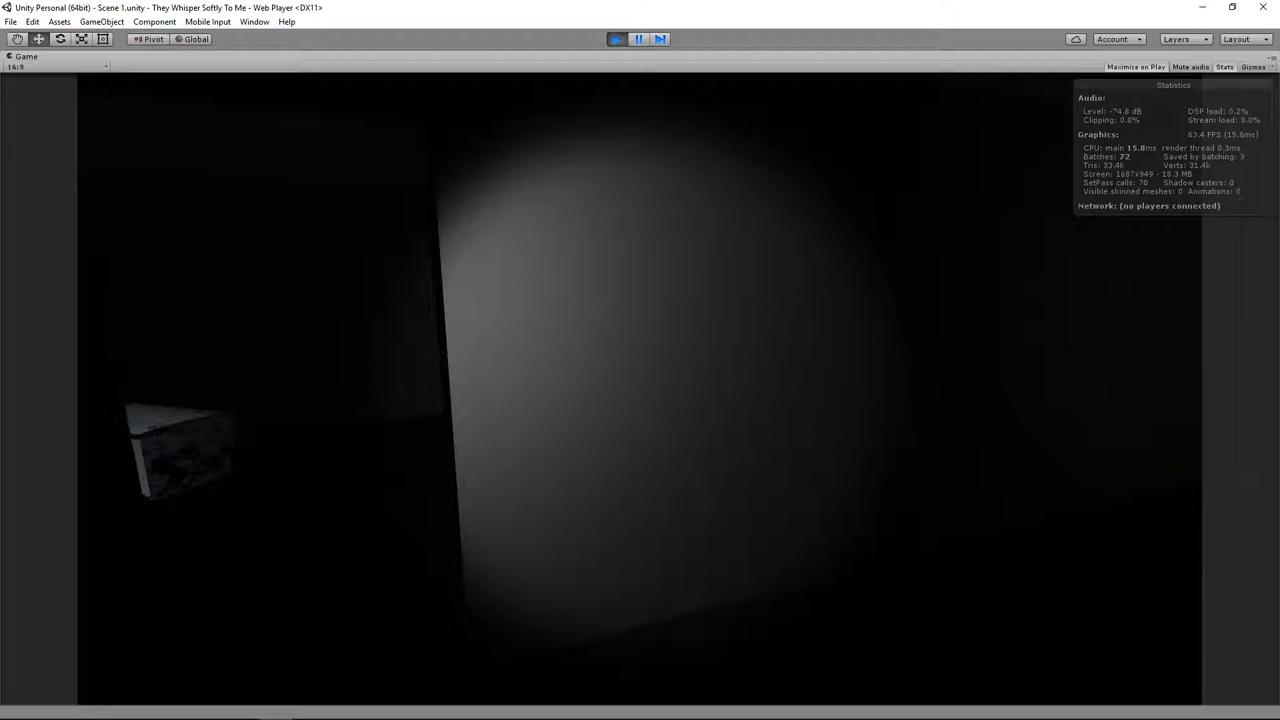 Unity Personal (64bit) - Scene 1.unity - They Whisper Softly To Me - Web Player <DX11>
File Edit Assets GameObject Component Mobile Input Window Help
Pivot Global Account Layers Layout
Game
16:9 Maximize on Play Mute audio Stats Gizmos
Statistics
Audio:
Level: -74.8 dB DSP load: 0.2%
Clipping: 0.0% Stream load: 0.0%
Graphics: 63.4 FPS (15.8ms)
CPU: main 15.8ms render thread 0.3ms
Batches: 72 Saved by batching: 3
Tris: 33.4k Verts: 31.4k
Screen: 1687x949 - 18.3 MB
SetPass calls: 70 Shadow casters: 0
Visible skinned meshes: 0 Animations: 0
Network: (no players connected)